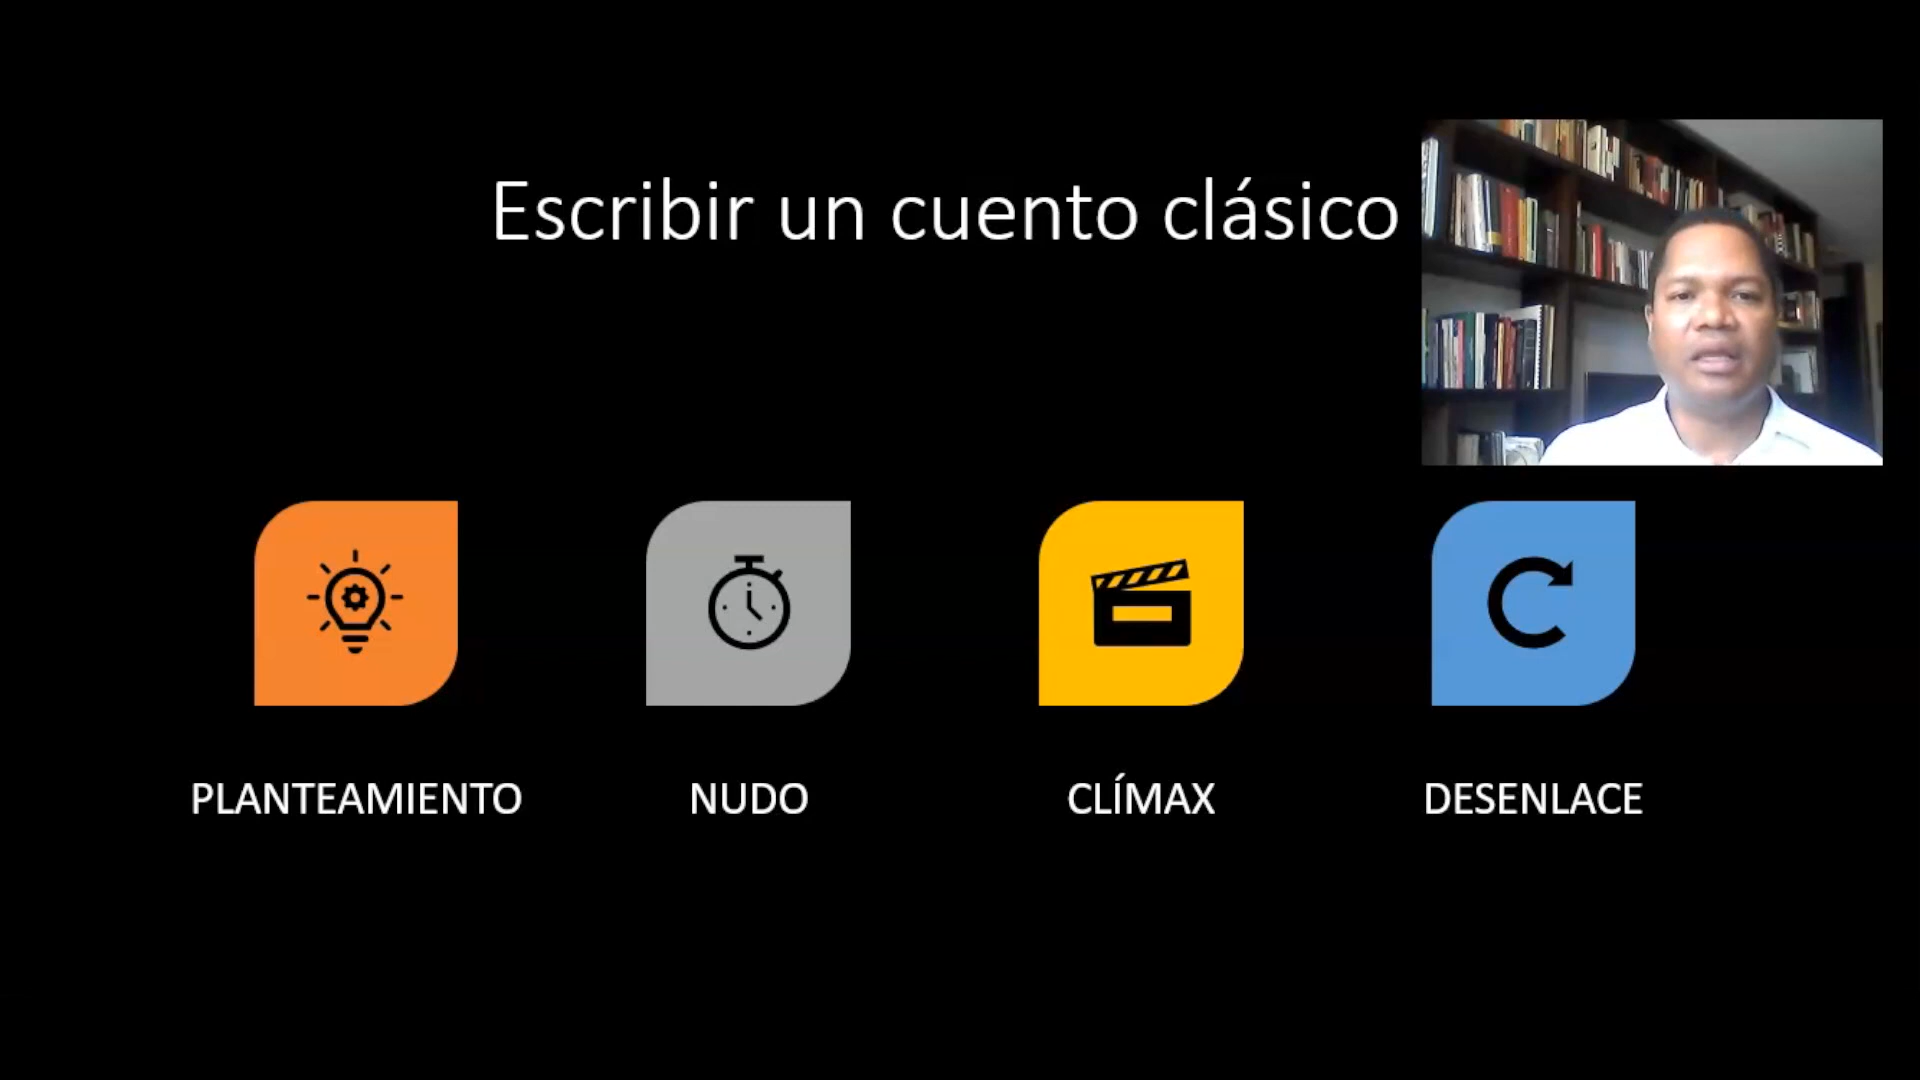 Escribir un cuento clásico
PLANTEAMIENTO
NUDO
CLÍMAX
DESENLACE